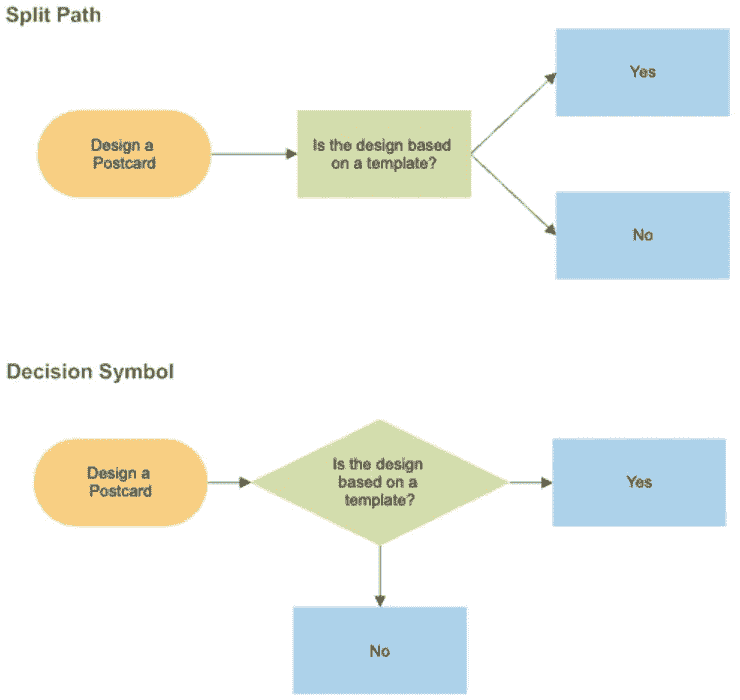 Split Path
Yes
Design a
Postcard
Is the design based
on a template?
No
Decision Symbol
Design a
Postcard
Is the design
based on a
template?
Yes
No